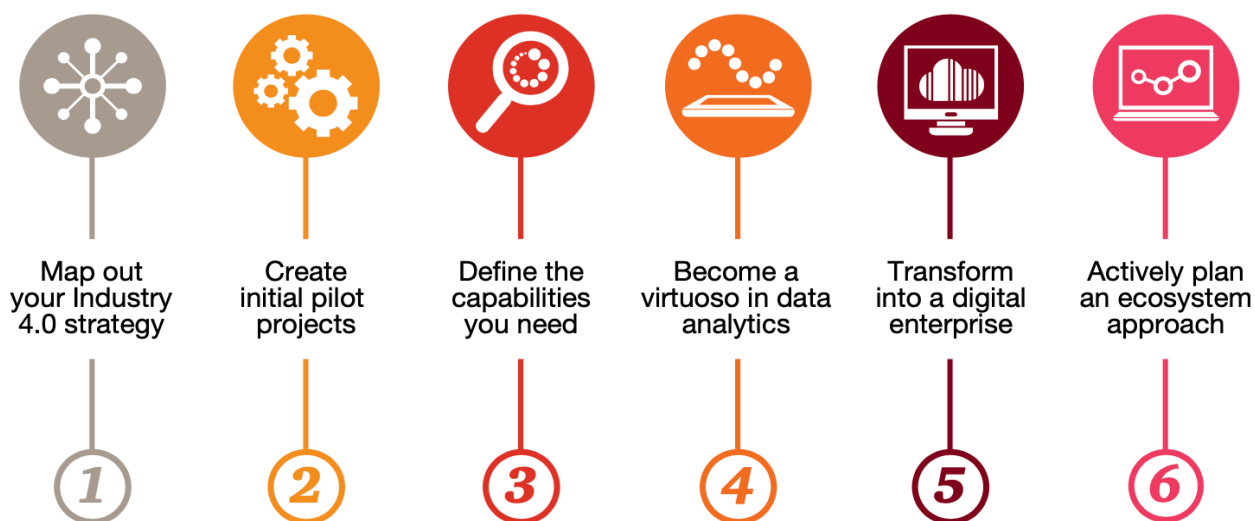 Map out
your Industry
4.0 strategy
1
Create
initial pilot
projects
2
Define the
capabilities
you need
3
Become a
virtuoso in data
analytics
4
Transform
into a digital
enterprise
5
Actively plan
an ecosystem
approach
6